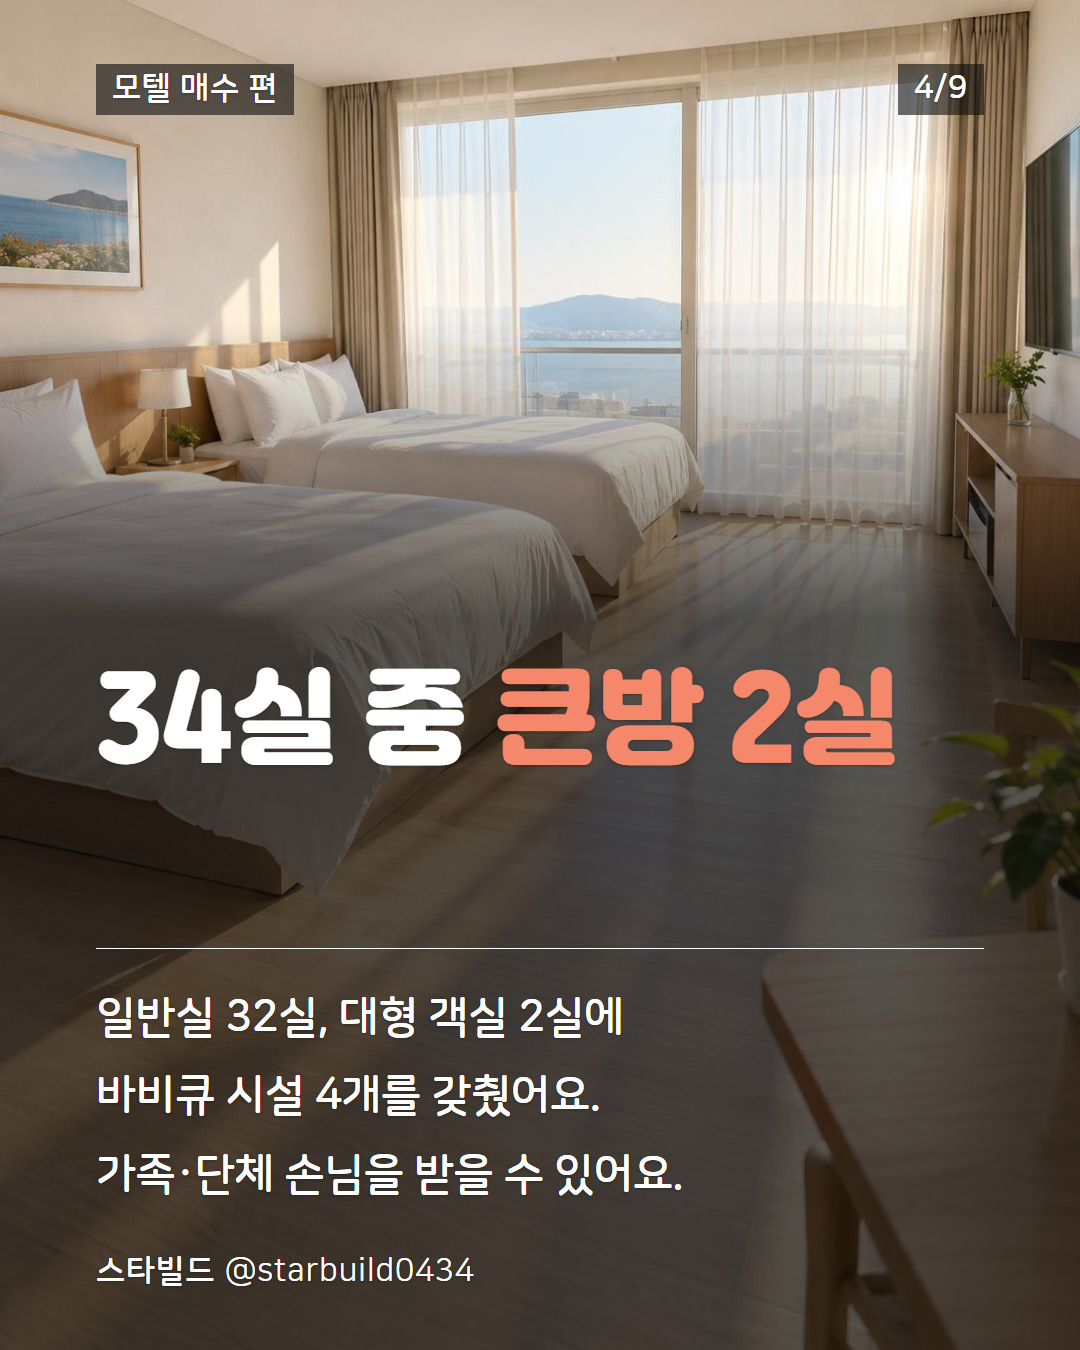 모텔 매수 편
4/9
34실 중 큰방 2실
일반실 32실, 대형 객실 2실에
바비큐 시설 4개를 갖췄어요.
가족·단체 손님을 받을 수 있어요.
스타빌드 @starbuild0434